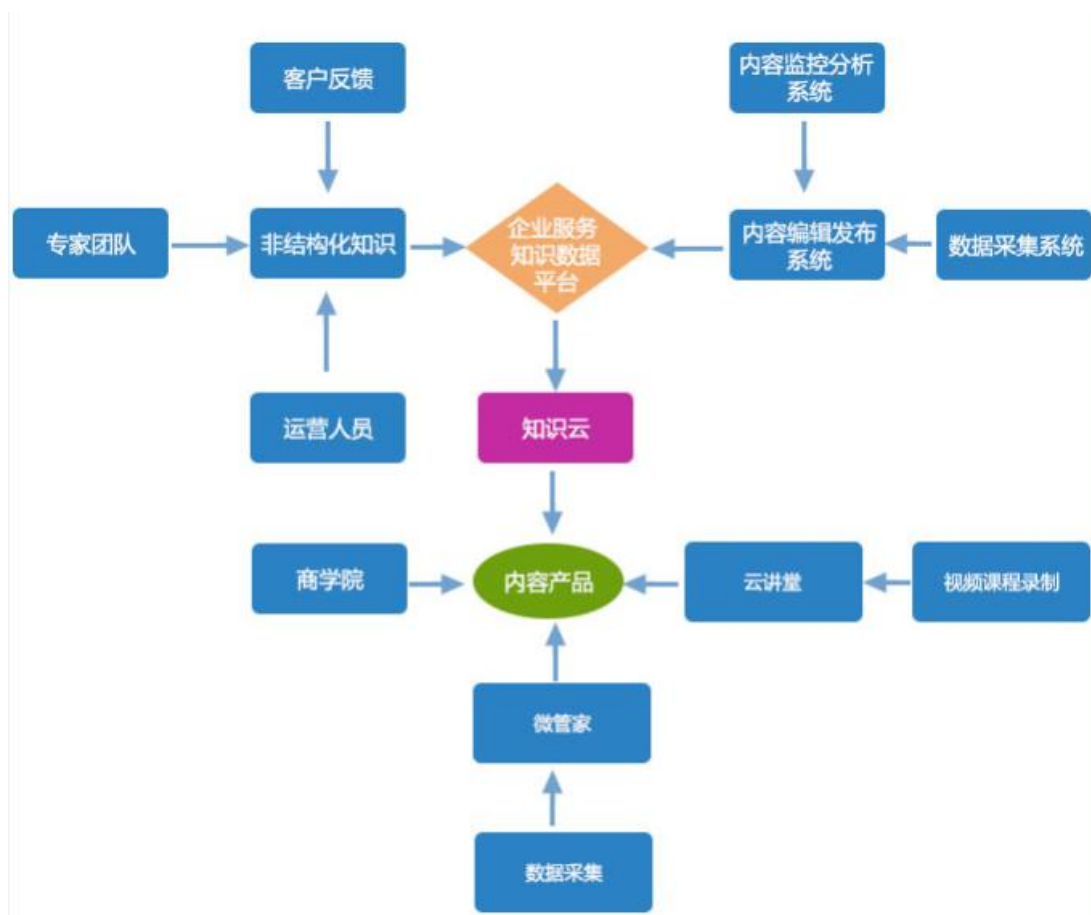 客户反馈
内容监控分析
系统
专家团队
非结构化知识
企业服务
知识数据
平台
内容编辑发布
系统
数据采集系统
运营人员
知识云
商学院
内容产品
云讲堂
视频课程录制
微管家
数据采集